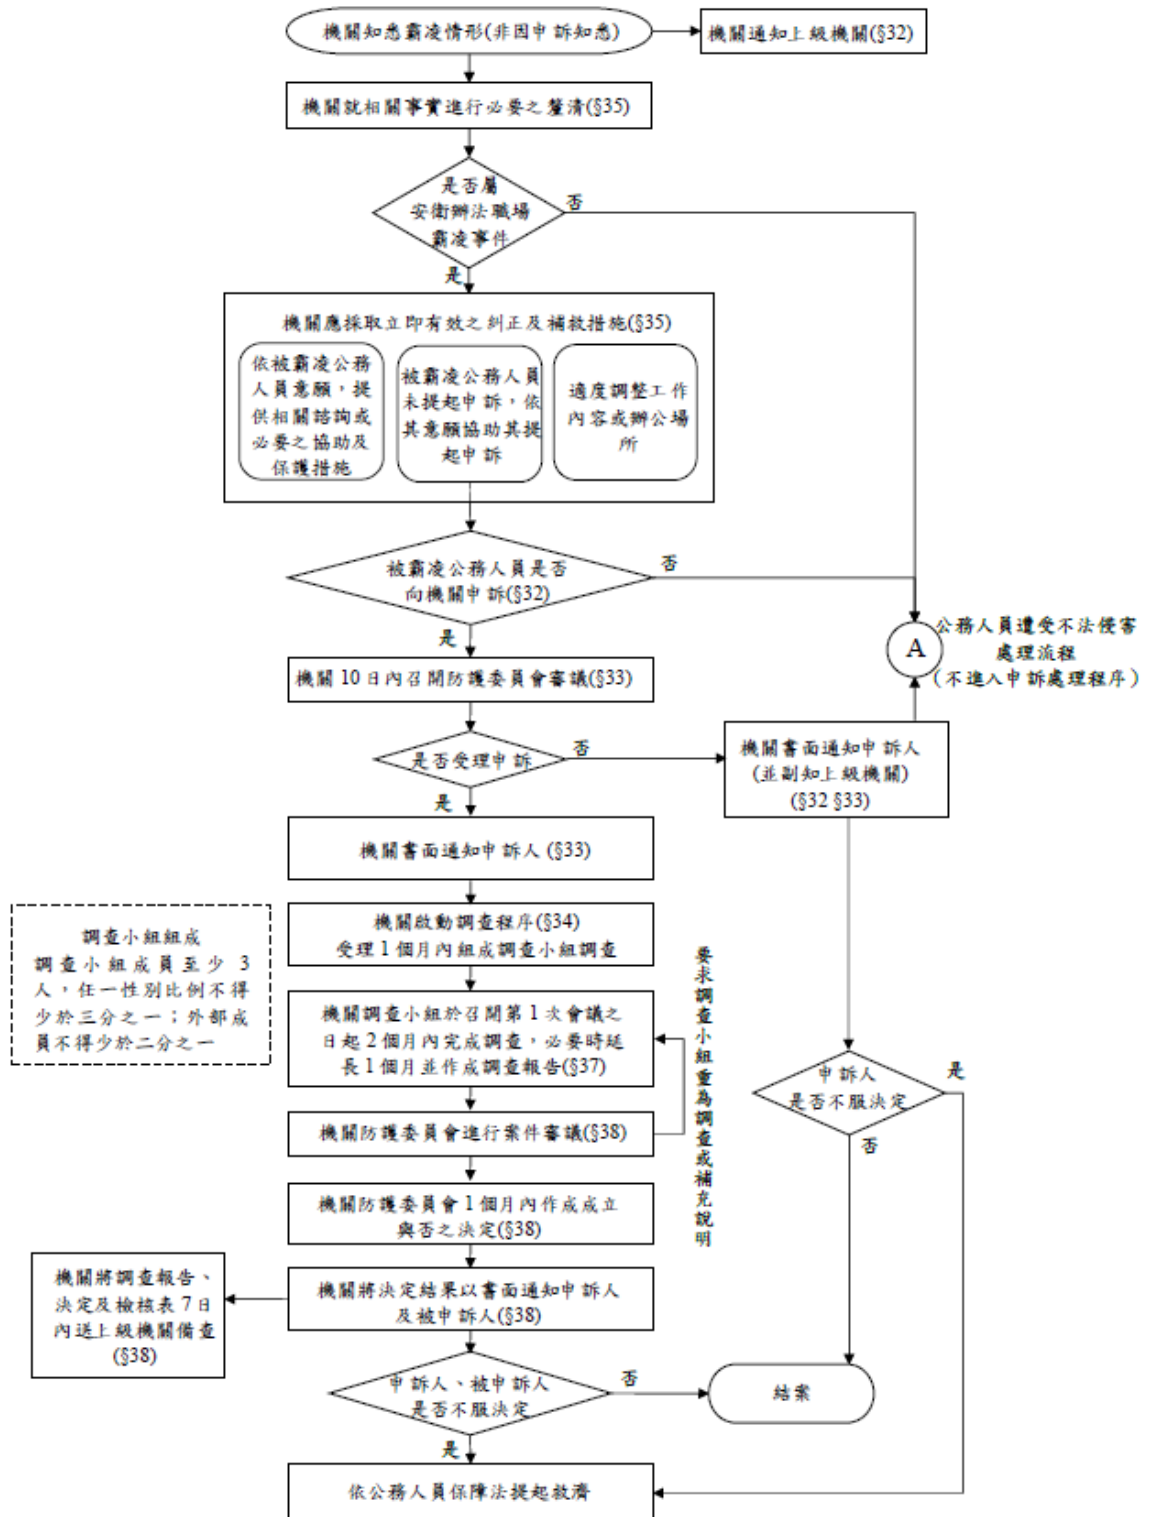 機關知悉霸凌情形(非因申訴知悉)
機關通知上級機關(§32)
機關就相關事實進行必要之釐清(§35)
是否屬
安衛辦法職場
霸凌事件
否
是
機關應採取立即有效之糾正及補救措施(§35)
依被霸凌公務
人員意願，提
供相關諮詢或
必要之協助及
保護措施
被霸凌公務人員
未提起申訴，依
其意願協助其提
起申訴
適度調整工作
內容或辦公場
所
被霸凌公務人員是否
向機關申訴(§32)
否
是
A
公務人員遭受不法侵害
處理流程
(不進入申訴處理程序)
機關 10 日內召開防護委員會審議(§33)
是否受理申訴
否
是
機關書面通知申訴人
(並副知上級機關)
(§32 §33)
機關書面通知申訴人 (§33)
機關啟動調查程序(§34)
受理 1 個月內組成調查小組調查
調查小組組成
調查小組成員至少 3
人，任一性別比例不得
少於三分之一；外部成
員不得少於二分之一
機關調查小組於召開第 1 次會議之
日起 2 個月內完成調查，必要時延
長 1 個月並作成調查報告(§37)
要求調查小組重為調查或補充說明
機關防護委員會進行案件審議(§38)
申訴人
是否不服決定
是
否
機關防護委員會 1 個月內作成成立
與否之決定(§38)
機關將決定結果以書面通知申訴人
及被申訴人(§38)
機關將調查報告、
決定及檢核表 7 日
內送上級機關備查
(§38)
申訴人、被申訴人
是否不服決定
否
是
結案
依公務人員保障法提起救濟